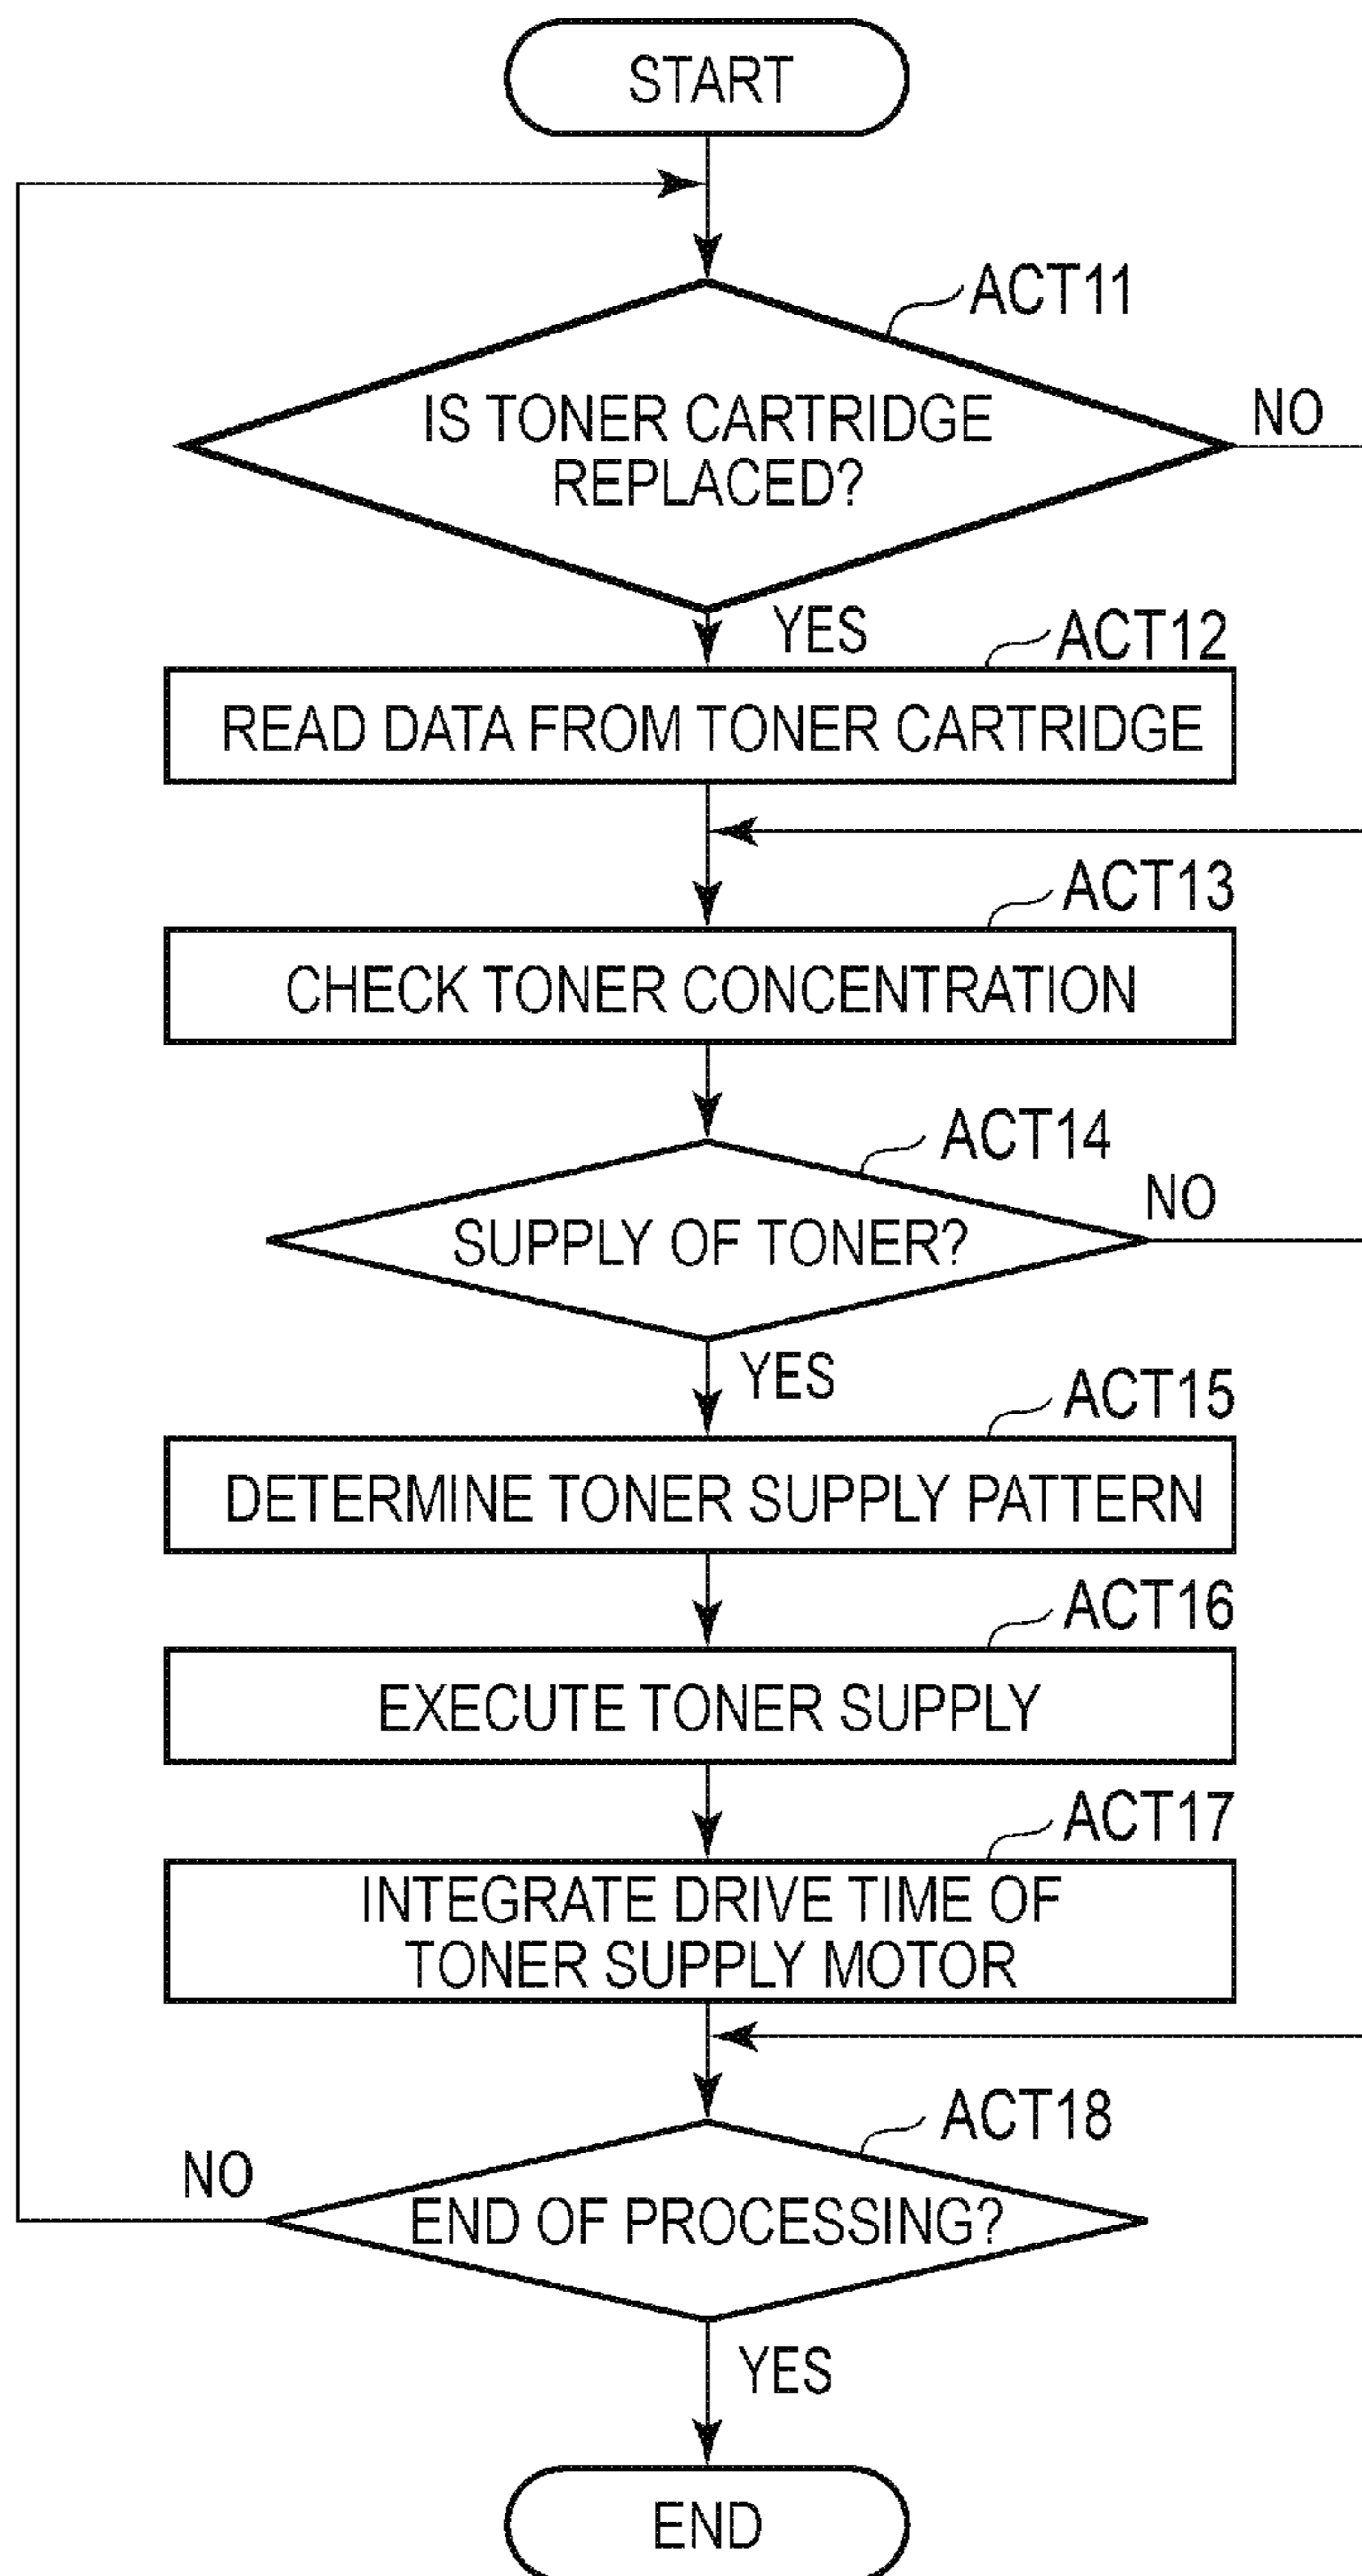 START
ACT11
IS TONER CARTRIDGE
REPLACED?
NO
YES
ACT12
READ DATA FROM TONER CARTRIDGE
ACT13
CHECK TONER CONCENTRATION
ACT14
NO
SUPPLY OF TONER?
YES
ACT15
DETERMINE TONER SUPPLY PATTERN
ACT16
EXECUTE TONER SUPPLY
ACT17
INTEGRATE DRIVE TIME OF
TONER SUPPLY MOTOR
ACT18
NO
END OF PROCESSING?
YES
END